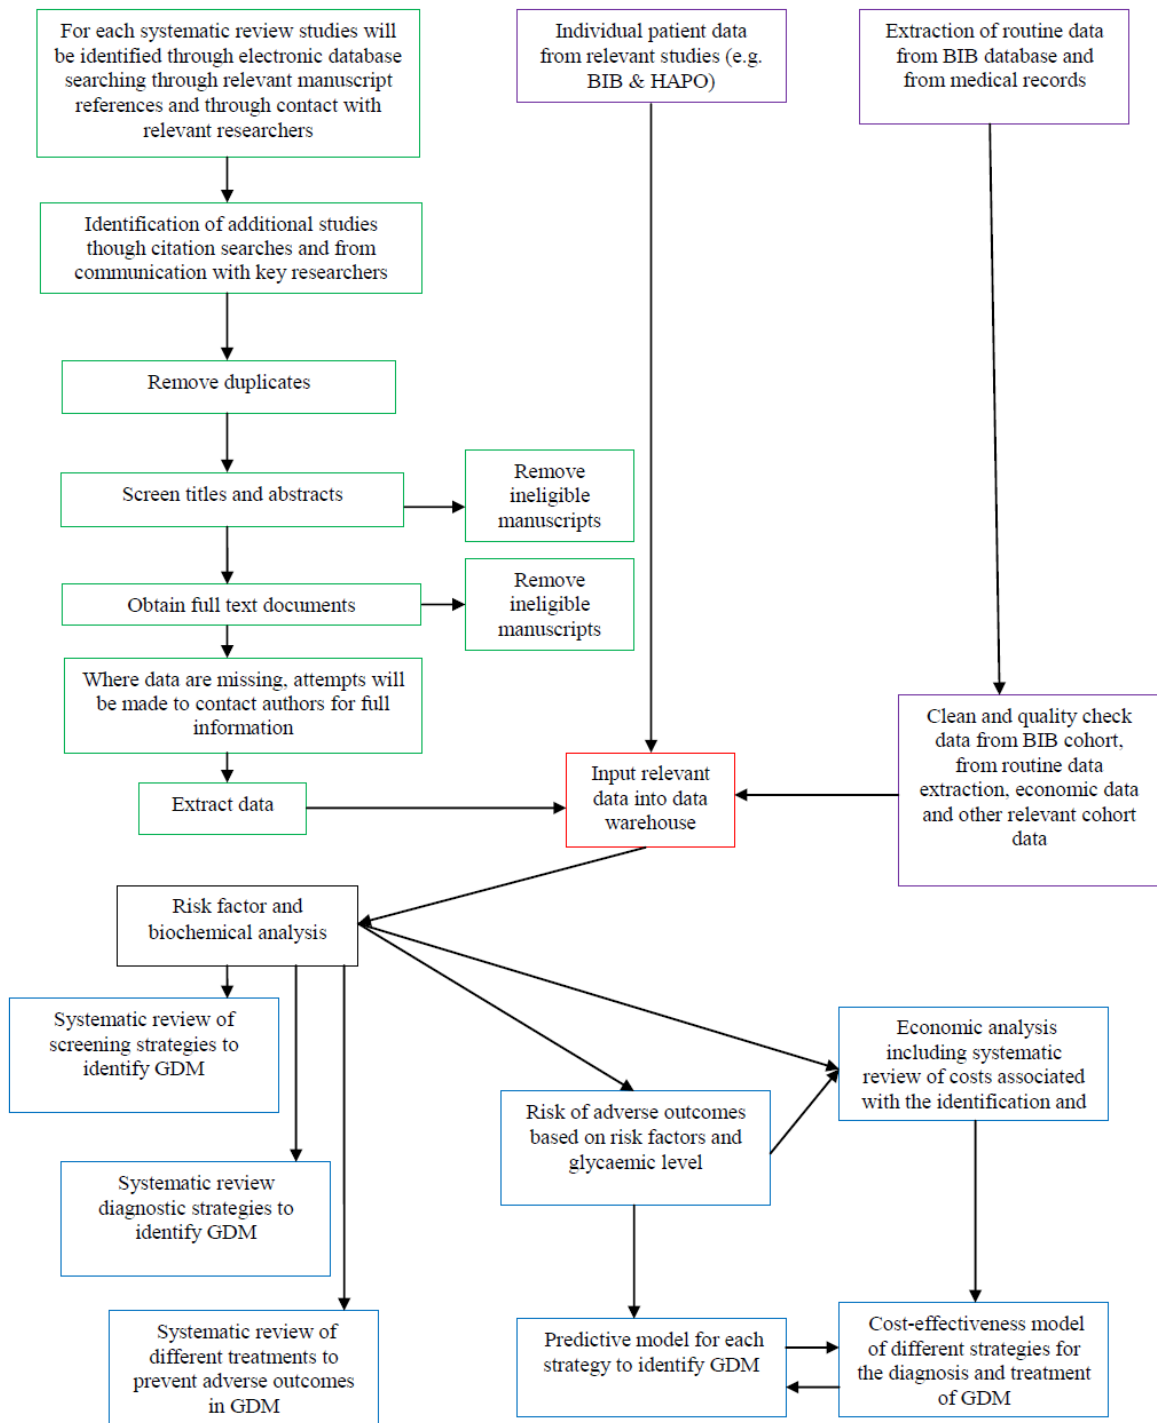 For each systematic review studies will
be identified through electronic database
searching through relevant manuscript
references and through contact with
relevant researchers
Individual patient data
from relevant studies (e.g.
BIB & HAPO)
Extraction of routine data
from BIB database and
from medical records
Identification of additional studies
though citation searches and from
communication with key researchers
Remove duplicates
Screen titles and abstracts
Remove
ineligible
manuscripts
Obtain full text documents
Remove
ineligible
manuscripts
Where data are missing, attempts will
be made to contact authors for full
information
Extract data
Input relevant
data into data
warehouse
Clean and quality check
data from BIB cohort,
from routine data
extraction, economic data
and other relevant cohort
data
Risk factor and
biochemical analysis
Systematic review of
screening strategies to
identify GDM
Systematic review
diagnostic strategies to
identify GDM
Systematic review of
different treatments to
prevent adverse outcomes
in GDM
Risk of adverse outcomes
based on risk factors and
glycaemic level
Economic analysis
including systematic
review of costs associated
with the identification and
Predictive model for each
strategy to identify GDM
Cost-effectiveness model
of different strategies for
the diagnosis and treatment
of GDM